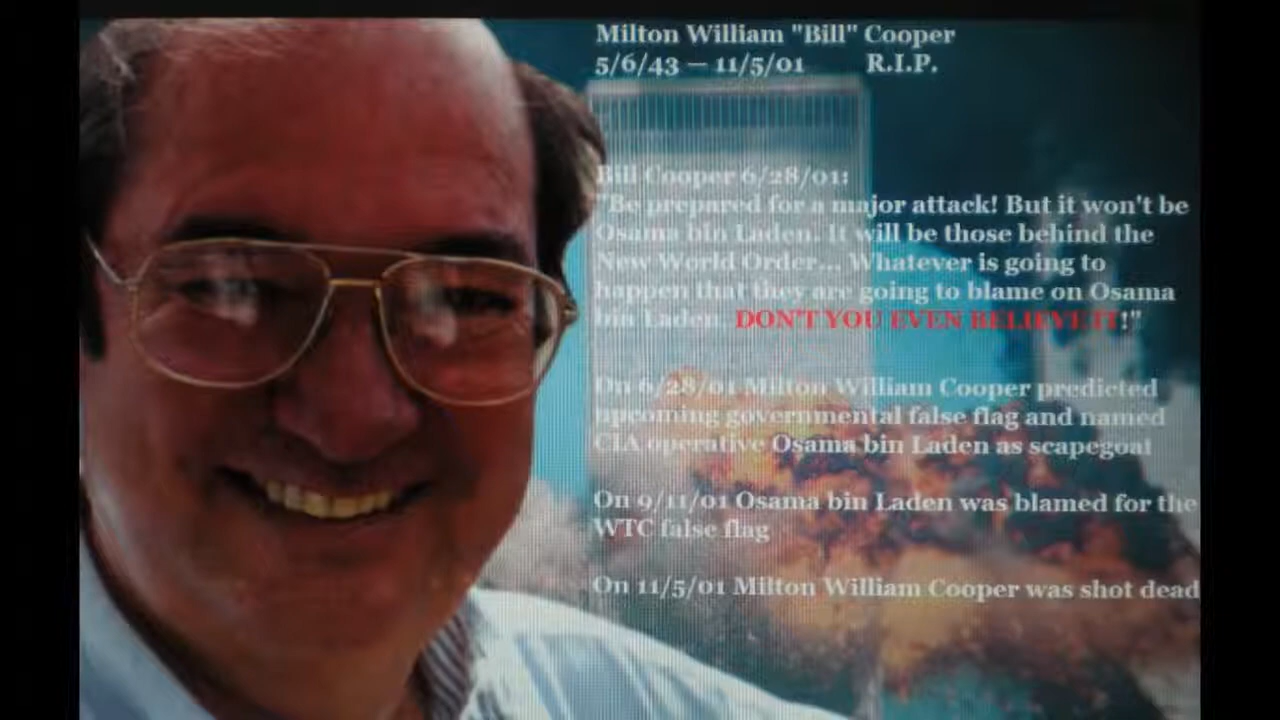 Milton William "Bill" Cooper
5/6/43 – 11/5/01 R.I.P.
Bill Cooper 6/28/01:
"Be prepared for a major attack! But it won't be
Osama bin Laden. It will be those behind the
New World Order... Whatever is going to
happen that they are going to blame on Osama
bin Laden. DON'T YOU EVEN BELIEVE IT!"
On 6/28/01 Milton William Cooper predicted
upcoming governmental false flag and named
CIA operative Osama bin Laden as scapegoat
On 9/11/01 Osama bin Laden was blamed for the
WTC false flag
On 11/5/01 Milton William Cooper was shot dead